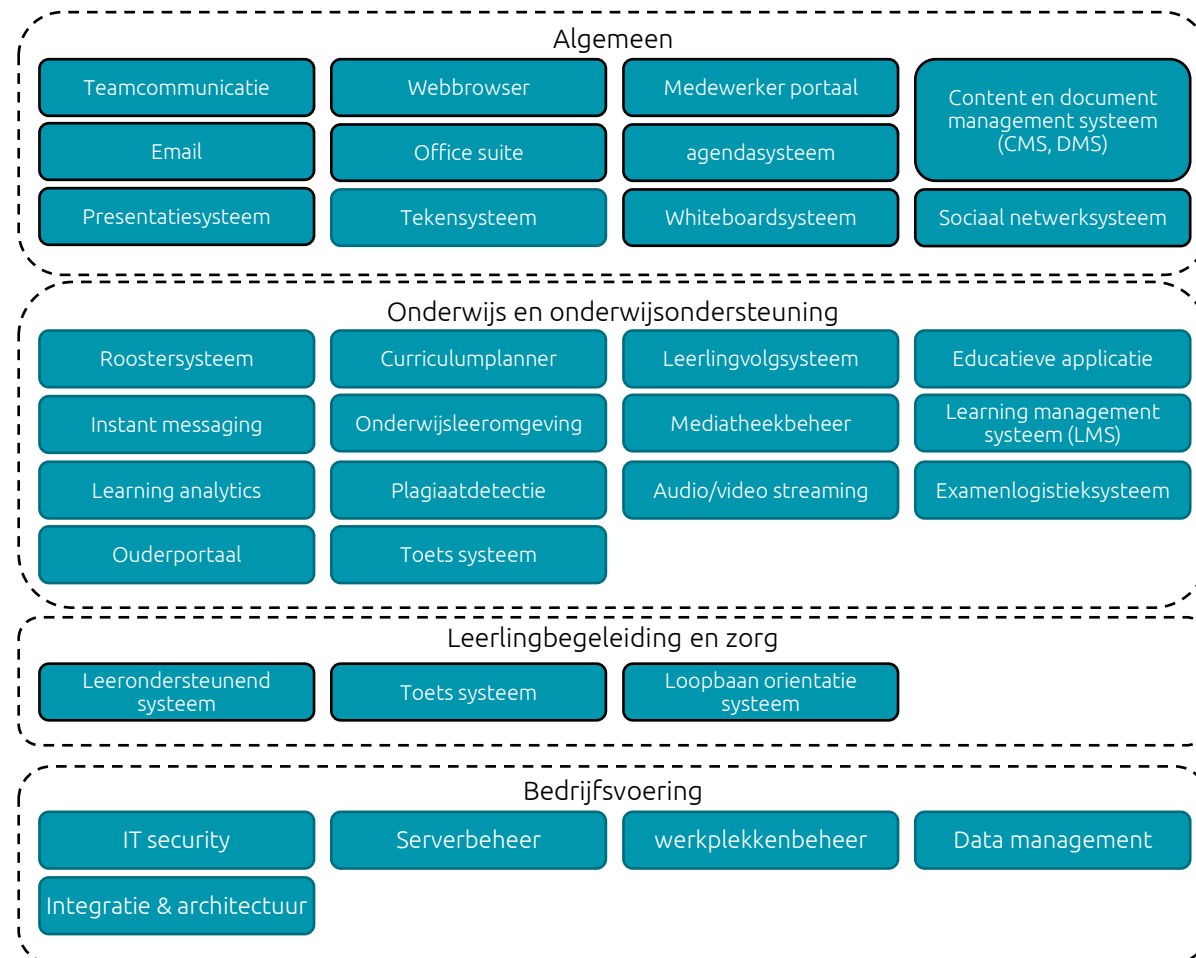 Algemeen
Teamcommunicatie
Webbrowser
Medewerker portaal
Content en document
management systeem
(CMS, DMS)
Email
Office suite
agendasysteem
Presentatiesysteem
Tekensysteem
Whiteboardsysteem
Sociaal netwerksysteem
Onderwijs en onderwijsondersteuning
Roostersysteem
Curriculumplanner
Leerlingvolgsysteem
Educatieve applicatie
Instant messaging
Onderwijsleeromgeving
Mediatheekbeheer
Learning management
systeem (LMS)
Learning analytics
Plagiaatdetectie
Audio/video streaming
Examenlogistieksysteem
Ouderportaal
Toets systeem
Leerlingbegeleiding en zorg
Leerondersteunend
systeem
Toets systeem
Loopbaan orientatie
systeem
Bedrijfsvoering
IT security
Serverbeheer
werkplekkenbeheer
Data management
Integratie & architectuur